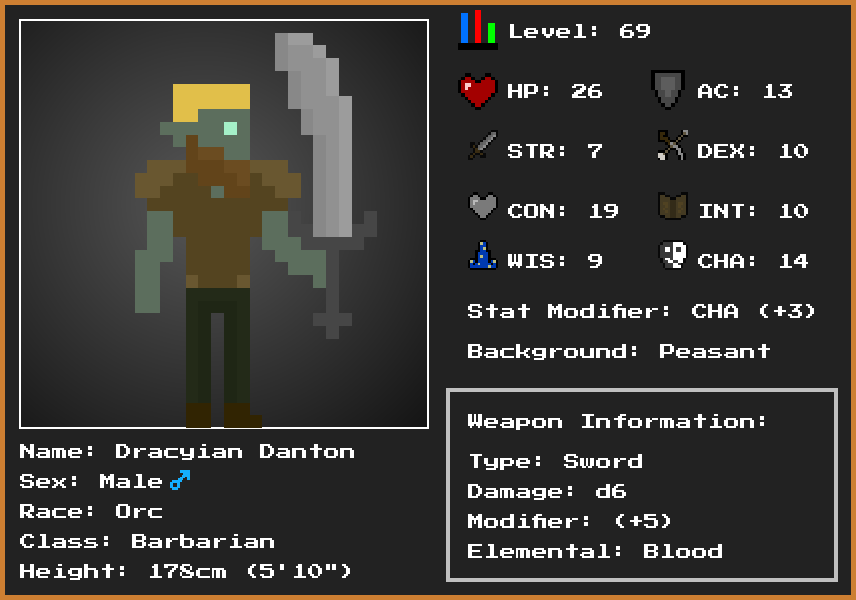 Level: 69
HP: 26
AC: 13
STR: 7
DEX: 10
CON: 19
INT: 10
WIS: 9
CHA: 14
Stat Modifier: CHA (+3)
Background: Peasant
Weapon Information:
Type: Sword
Damage: d6
Modifier: (+5)
Elemental: Blood
Name: Dracyian Danton
Sex: Male ♂
Race: Orc
Class: Barbarian
Height: 178cm (5'10")